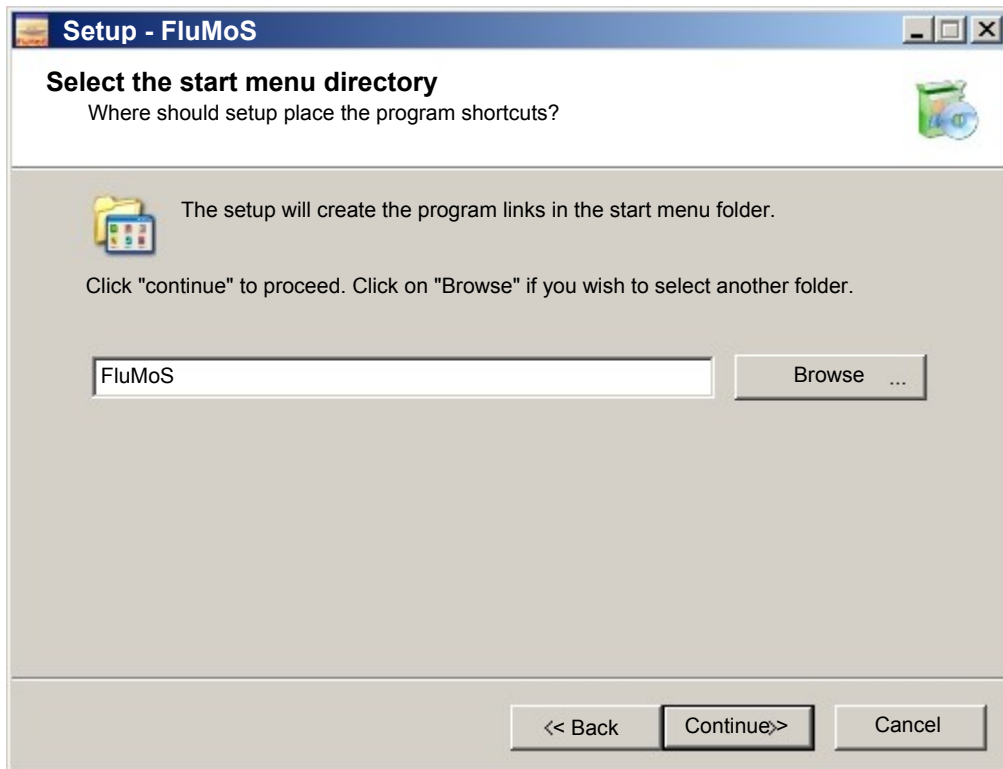 Setup - FluMoS
Select the start menu directory
Where should setup place the program shortcuts?
The setup will create the program links in the start menu folder.
Click "continue" to proceed. Click on "Browse" if you wish to select another folder.
FluMoS
Browse ...
<< Back
Continue>>
Cancel